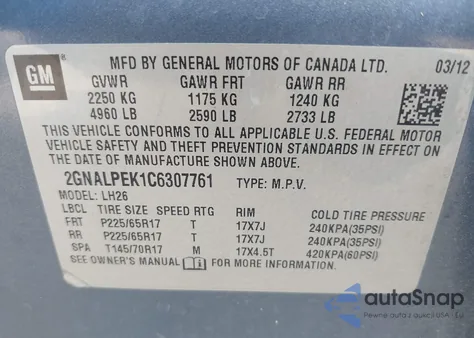 GM
MFD BY GENERAL MOTORS OF CANADA LTD. 03/12
GVWR GAWR FRT GAWR RR
2250 KG 1175 KG 1240 KG
4960 LB 2590 LB 2733 LB
THIS VEHICLE CONFORMS TO ALL APPLICABLE U.S. FEDERAL MOTOR
VEHICLE SAFETY AND THEFT PREVENTION STANDARDS IN EFFECT ON
THE DATE OF MANUFACTURE SHOWN ABOVE.
2GNALPEK1C6307761 TYPE: M.P.V.
MODEL: LH26
LBCL TIRE SIZE SPEED RTG RIM COLD TIRE PRESSURE
FRT P225/65R17 T 17X7J 240KPA(35PSI)
RR P225/65R17 T 17X7J 240KPA(35PSI)
SPA T145/70R17 M 17X4.5T 420KPA(60PSI)
SEE OWNER'S MANUAL FOR MORE INFORMATION
autoSnap
Pewne auto z aukcji USA